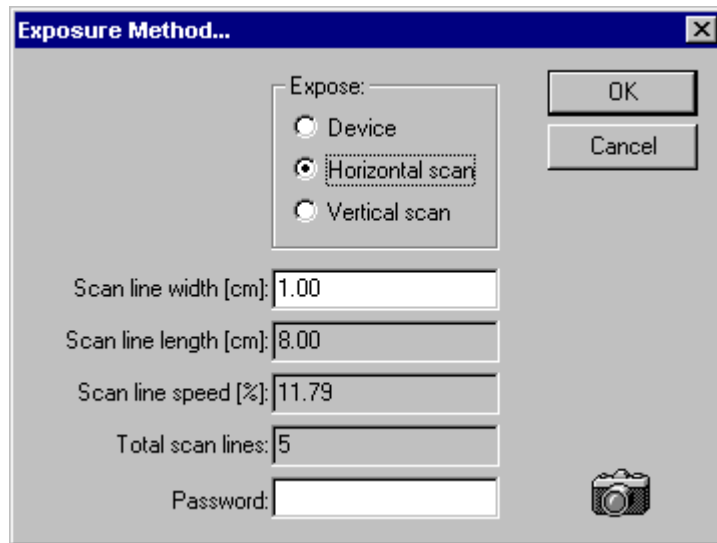 Exposure Method...
Expose:
OK
Device
Cancel
Horizontal scan
Vertical scan
Scan line width [cm]: 1.00
Scan line length [cm]: 8.00
Scan line speed [%]: 11.79
Total scan lines: 5
Password: